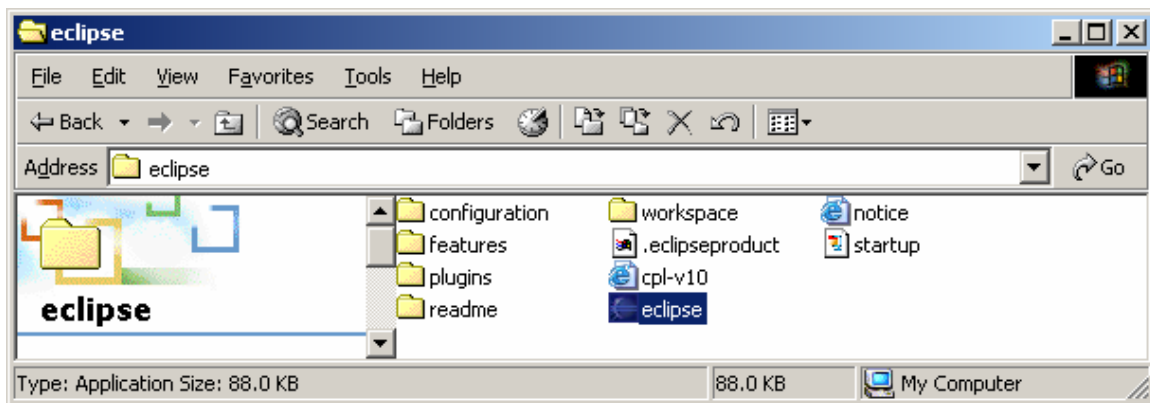 eclipse
File Edit View Favorites Tools Help
Back Search Folders
Address eclipse Go
configuration workspace notice
features .eclipseproduct startup
plugins cpl-v10
readme eclipse
eclipse
Type: Application Size: 88.0 KB 88.0 KB My Computer